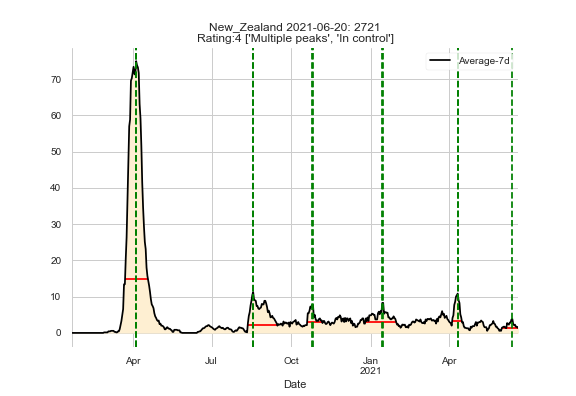 New_Zealand 2021-06-20: 2721
Rating:4 ['Multiple peaks', 'In control']
Average-7d
70
60
50
40
30
20
10
0
Apr
Jul
Oct
Jan
2021
Apr
Date